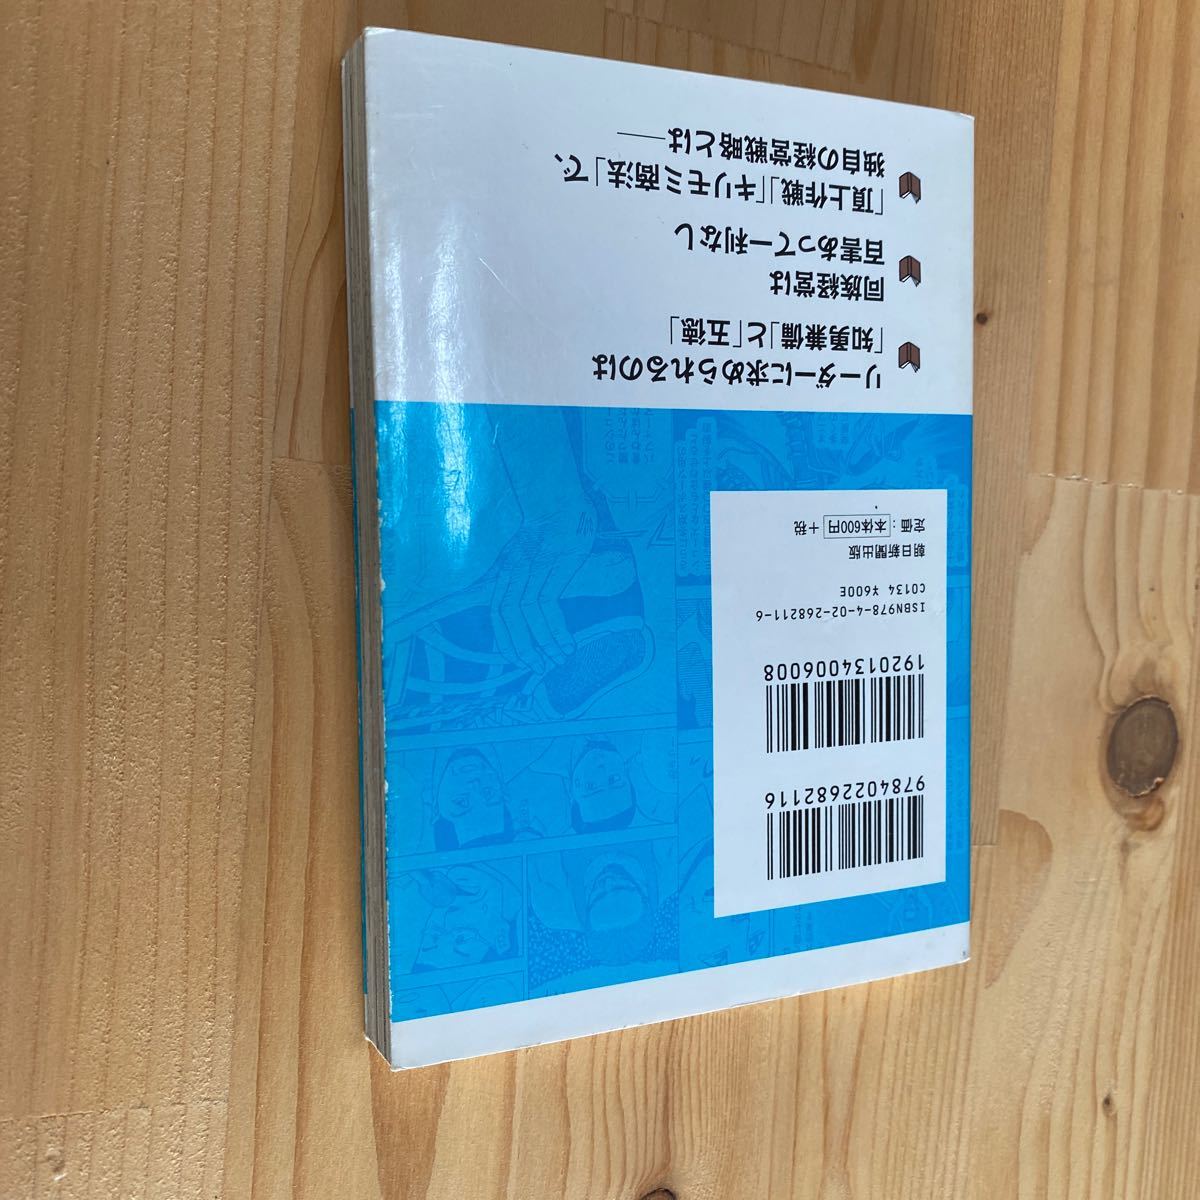 9784022682116
1920134006008
ISBN978-4-02-268211-6
C0134 ¥600E
朝日新聞出版
定価：本体600円＋税
リーダーに求められるのは
「知勇兼備」と「五徳」
同族経営は
百害あって一利なし
「頂上作戦」「キリモミ商法」で、
独自の経営戦略とは――